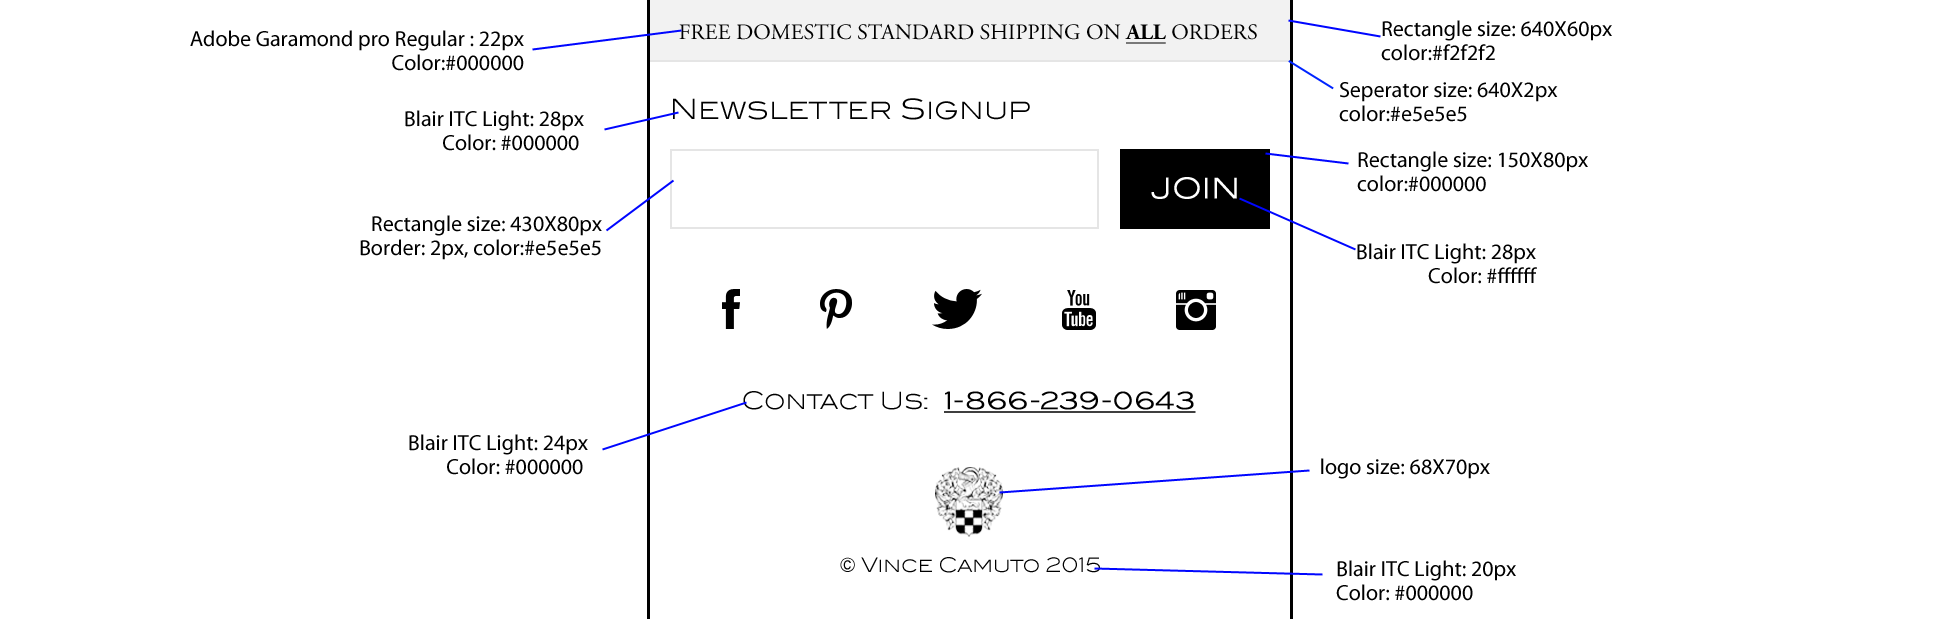 FREE DOMESTIC STANDARD SHIPPING ON ALL ORDERS
Adobe Garamond pro Regular : 22px
Color:#000000
Rectangle size: 640X60px
color:#f2f2f2
Seperator size: 640X2px
color:#e5e5e5
Newsletter Signup
Blair ITC Light: 28px
Color: #000000
Rectangle size: 150X80px
color:#000000
JOIN
Rectangle size: 430X80px
Border: 2px, color:#e5e5e5
Blair ITC Light: 28px
Color: #ffffff
f
You
Tube
Contact Us: 1-866-239-0643
Blair ITC Light: 24px
Color: #000000
logo size: 68X70px
© Vince Camuto 2015
Blair ITC Light: 20px
Color: #000000